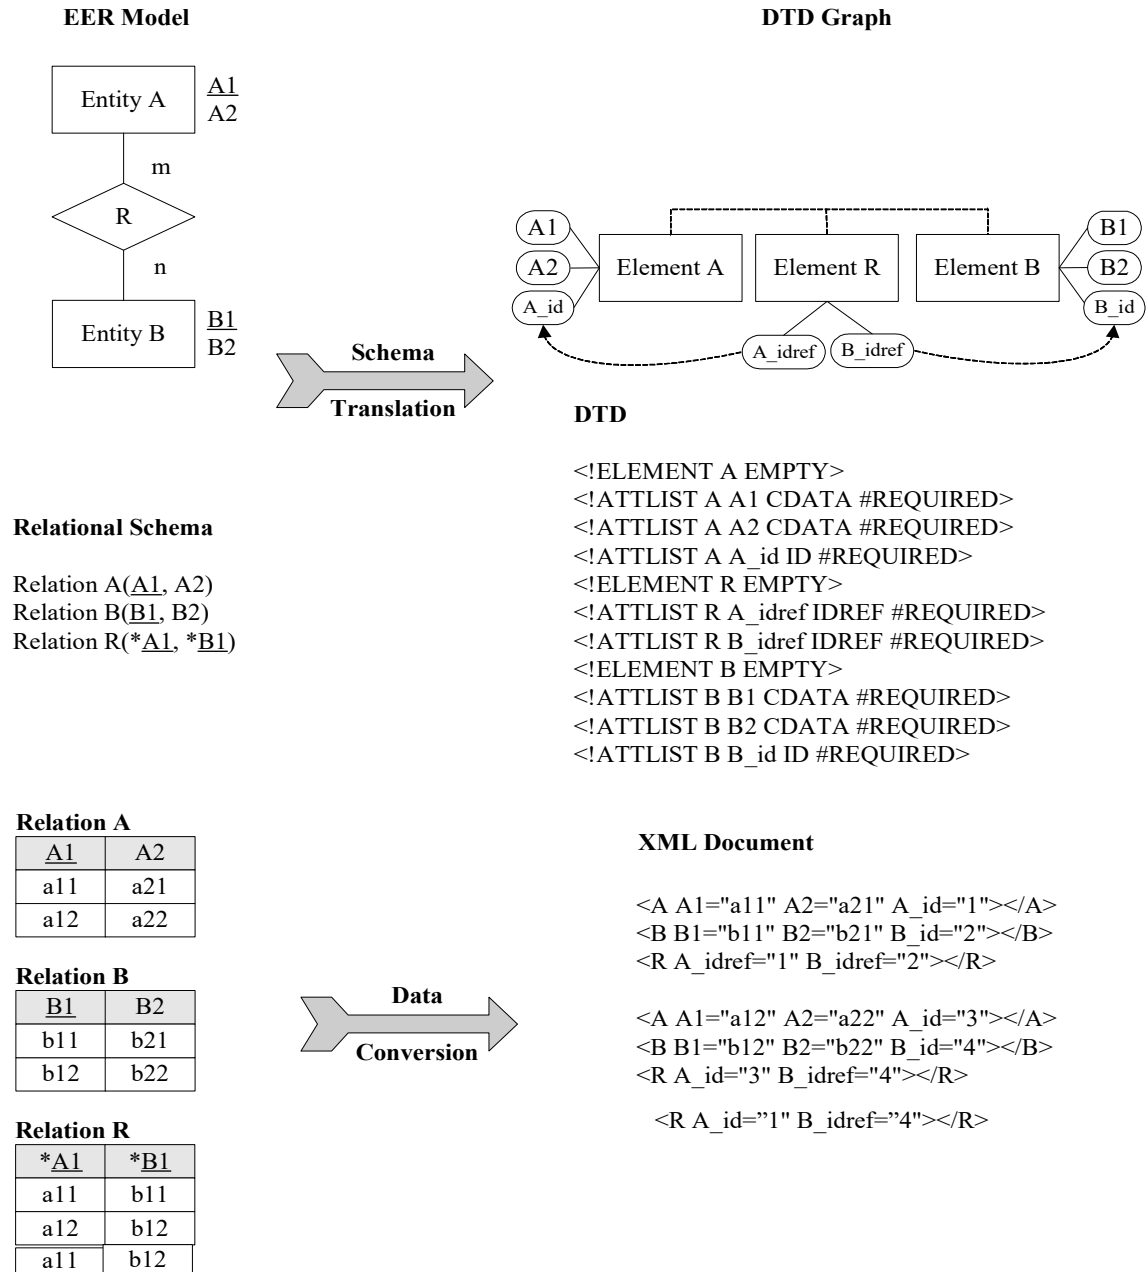 EER Model
DTD Graph
Entity A
A1
A2
m
R
n
Entity B
B1
B2
A1
A2
A_id
Element A
Element R
Element B
B1
B2
B_id
A_idref
B_idref
Schema
Translation
DTD
<!ELEMENT A EMPTY>
<!ATTLIST A A1 CDATA #REQUIRED>
<!ATTLIST A A2 CDATA #REQUIRED>
<!ATTLIST A A_id ID #REQUIRED>
<!ELEMENT R EMPTY>
<!ATTLIST R A_idref IDREF #REQUIRED>
<!ATTLIST R B_idref IDREF #REQUIRED>
<!ELEMENT B EMPTY>
<!ATTLIST B B1 CDATA #REQUIRED>
<!ATTLIST B B2 CDATA #REQUIRED>
<!ATTLIST B B_id ID #REQUIRED>
Relational Schema
Relation A(A1, A2)
Relation B(B1, B2)
Relation R(*A1, *B1)
Relation A
A1 A2
a11 a21
a12 a22
Relation B
B1 B2
b11 b21
b12 b22
Relation R
*A1 *B1
a11 b11
a12 b12
a11 b12
Data
Conversion
XML Document
<A A1="a11" A2="a21" A_id="1"></A>
<B B1="b11" B2="b21" B_id="2"></B>
<R A_idref="1" B_idref="2"></R>
<A A1="a12" A2="a22" A_id="3"></A>
<B B1="b12" B2="b22" B_id="4"></B>
<R A_id="3" B_idref="4"></R>
<R A_id=”1" B_idref=”4"></R>